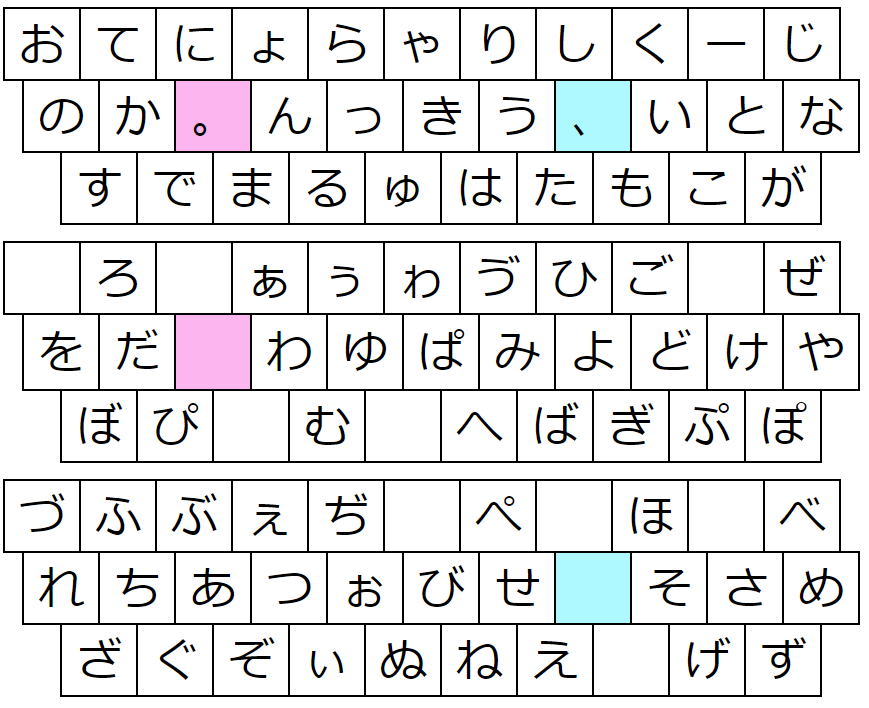 おてにょらゃりしくーじ
のか。んっきう、いとな
すでまるゅはたもこが
ろぁぅゎづひごぜ
をだわゆぱみよどけや
ぼぴむへばぎぷぽ
づふぶぇぢぺほべ
れちあつぉびせそさめ
ざぐぞぃぬねえげず